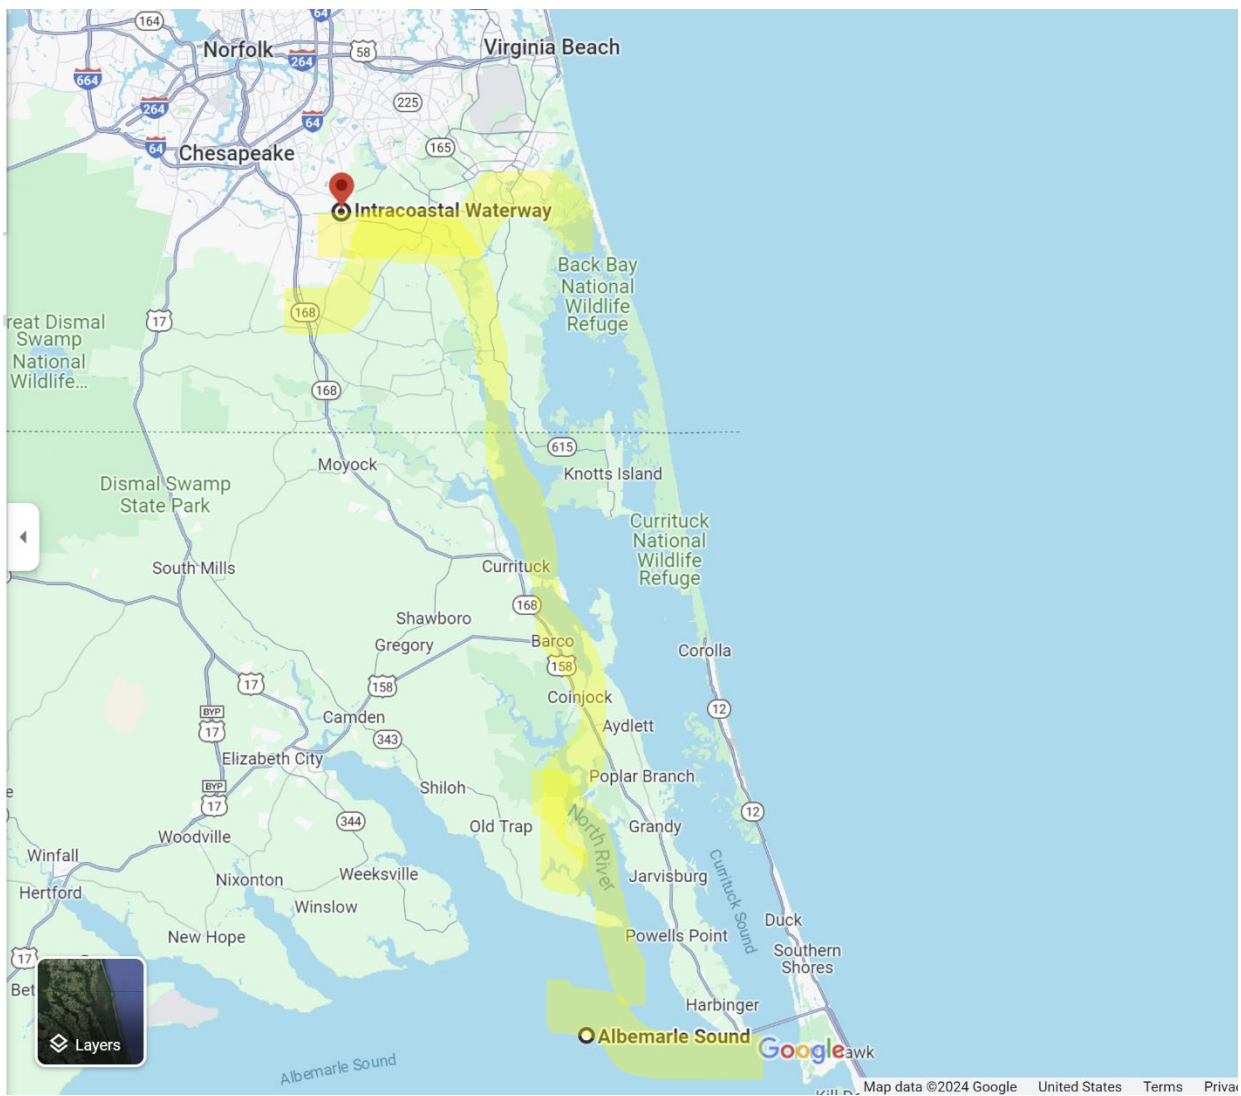 164
64
Norfolk
58
Virginia Beach
264
664
264
225
64
64
165
Chesapeake
Intracoastal Waterway
Back Bay
National
Wildlife
Refuge
168
17
reat Dismal
Swamp
National
Wildlife...
168
615
Moyock
Knotts Island
Dismal Swamp
State Park
Currituck
National
Wildlife
Refuge
South Mills
Currituck
168
Shawboro
Gregory
Barco
Corolla
158
17
158
Coinjock
12
BYP
17
Camden
Aydlett
343
Elizabeth City
BYP
17
Shiloh
Poplar Branch
12
344
Old Trap
North River
Grandy
Woodville
Winfall
Hertford
Nixonton
Weeksville
Jarvisburg
Currituck Sound
Winslow
Duck
New Hope
Powells Point
Southern
Shores
17
Bet
Harbinger
Layers
Albemarle Sound
Google
awk
Albemarle Sound
Map data ©2024 Google United States Terms Priva